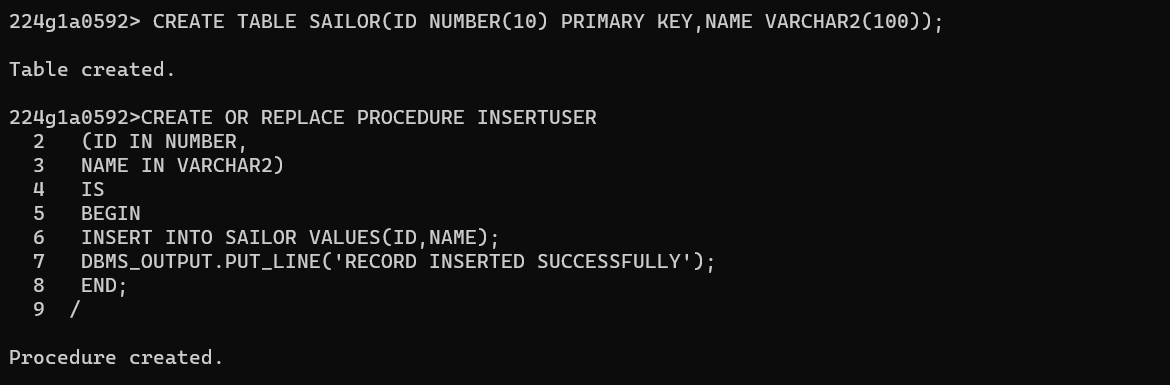 224g1a0592> CREATE TABLE SAILOR(ID NUMBER(10) PRIMARY KEY,NAME VARCHAR2(100));
Table created.
224g1a0592>CREATE OR REPLACE PROCEDURE INSERTUSER
2 (ID IN NUMBER,
3 NAME IN VARCHAR2)
4 IS
5 BEGIN
6 INSERT INTO SAILOR VALUES(ID,NAME);
7 DBMS_OUTPUT.PUT_LINE('RECORD INSERTED SUCCESSFULLY');
8 END;
9 /
Procedure created.